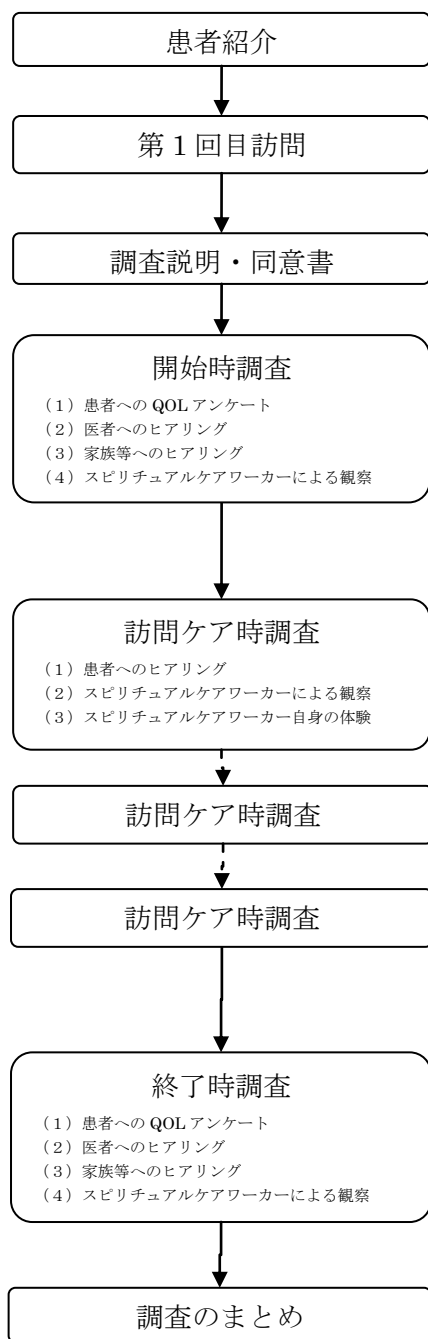 患者紹介
第１回目訪問
調査説明・同意書
開始時調査
（１）患者への QOL アンケート
（２）医者へのヒアリング
（３）家族等へのヒアリング
（４）スピリチュアルケアワーカーによる観察
訪問ケア時調査
（１）患者へのヒアリング
（２）スピリチュアルケアワーカーによる観察
（３）スピリチュアルケアワーカー自身の体験
訪問ケア時調査
訪問ケア時調査
終了時調査
（１）患者への QOL アンケート
（２）医者へのヒアリング
（３）家族等へのヒアリング
（４）スピリチュアルケアワーカーによる観察
調査のまとめ